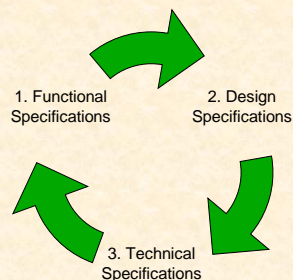 1. Functional
Specifications
2. Design
Specifications
3. Technical
Specifications